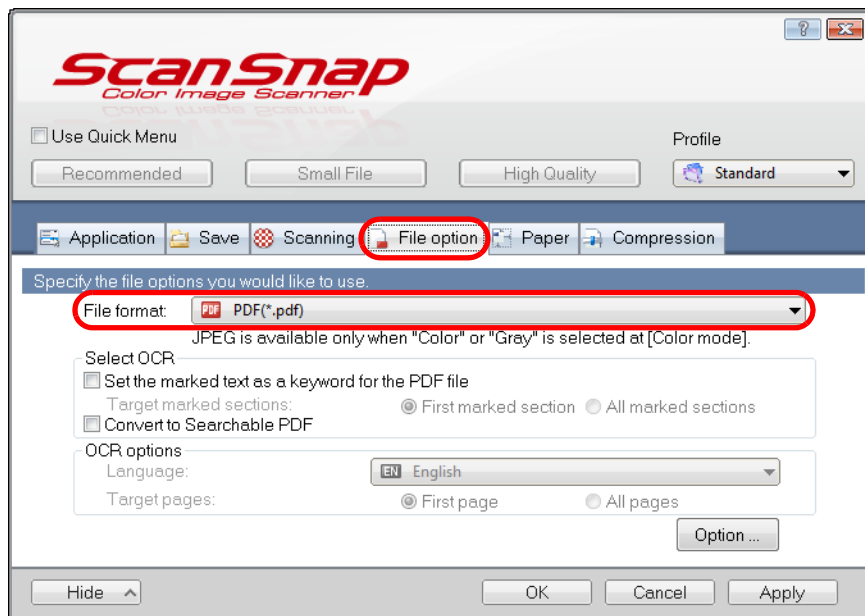 ?
ScanSnap
Color Image Scanner
Use Quick Menu
Profile
Recommended Small File High Quality Standard
Application Save Scanning File option Paper Compression
Specify the file options you would like to use.
File format: PDF PDF(*.pdf)
JPEG is available only when "Color" or "Gray" is selected at [Color mode].
Select OCR
Set the marked text as a keyword for the PDF file
Target marked sections: First marked section All marked sections
Convert to Searchable PDF
OCR options
Language: EN English
Target pages: First page All pages
Option ...
Hide OK Cancel Apply